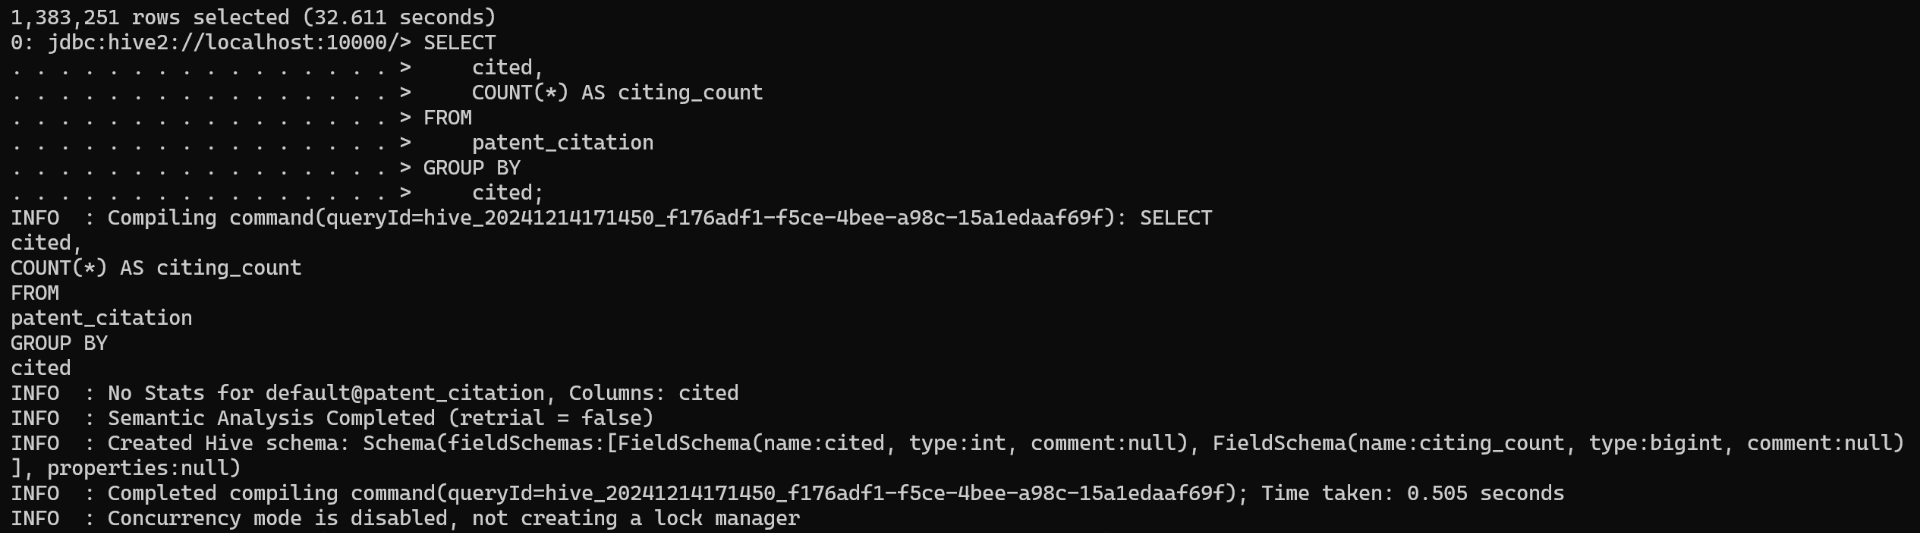 1,383,251 rows selected (32.611 seconds)
0: jdbc:hive2://localhost:10000/> SELECT
. . . . . . . . . . . . . . . . >     cited,
. . . . . . . . . . . . . . . . >     COUNT(*) AS citing_count
. . . . . . . . . . . . . . . . > FROM
. . . . . . . . . . . . . . . . >     patent_citation
. . . . . . . . . . . . . . . . > GROUP BY
. . . . . . . . . . . . . . . . >     cited;
INFO  : Compiling command(queryId=hive_20241214171450_f176adf1-f5ce-4bee-a98c-15a1edaaf69f): SELECT
cited,
COUNT(*) AS citing_count
FROM
patent_citation
GROUP BY
cited
INFO  : No Stats for default@patent_citation, Columns: cited
INFO  : Semantic Analysis Completed (retrial = false)
INFO  : Created Hive schema: Schema(fieldSchemas:[FieldSchema(name:cited, type:int, comment:null), FieldSchema(name:citing_count, type:bigint, comment:null)
], properties:null)
INFO  : Completed compiling command(queryId=hive_20241214171450_f176adf1-f5ce-4bee-a98c-15a1edaaf69f); Time taken: 0.505 seconds
INFO  : Concurrency mode is disabled, not creating a lock manager